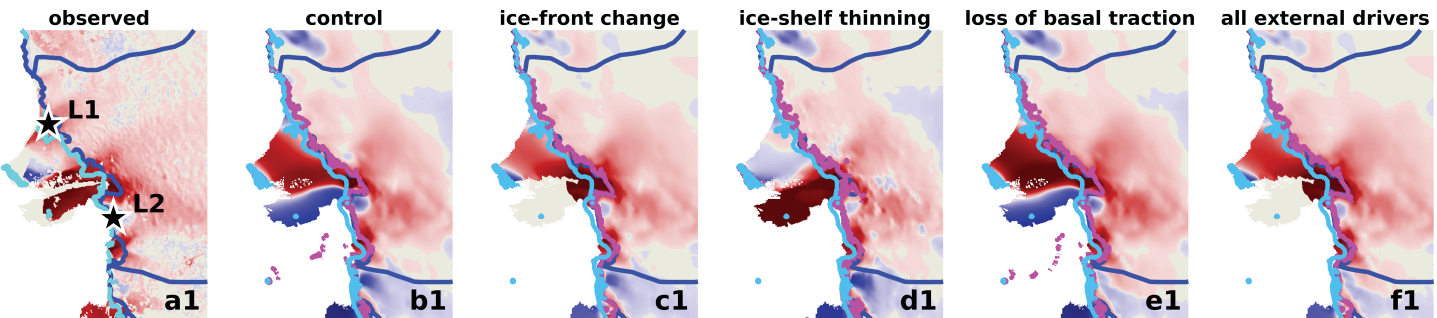 observed control ice-front change ice-shelf thinning loss of basal traction all external drivers
L1
L2
a1 b1 c1 d1 e1 f1